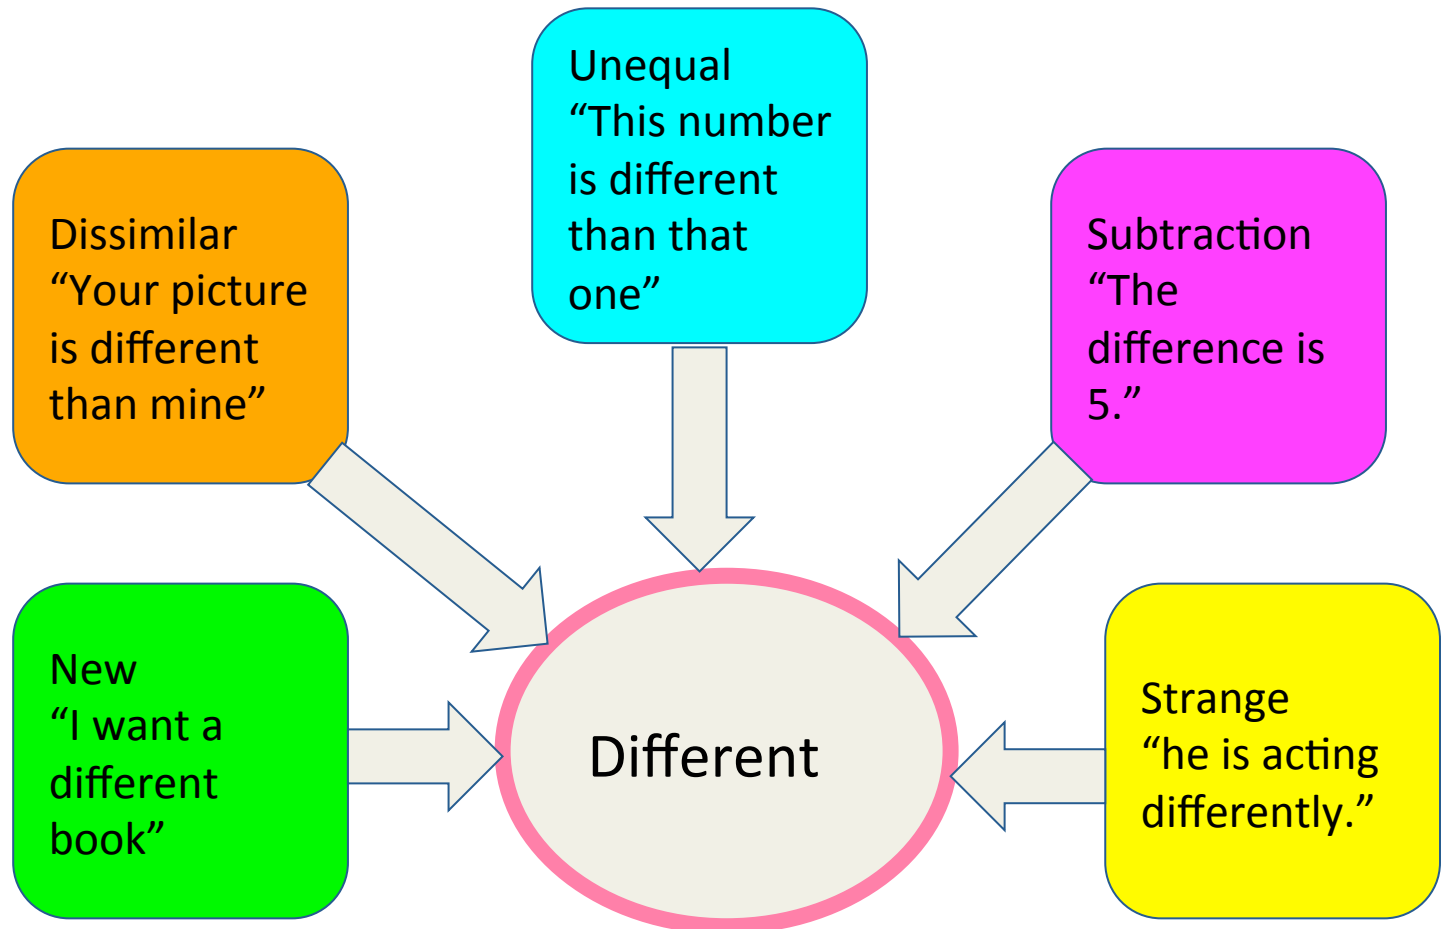 Unequal
“This number
is different
than that
one”
Dissimilar
“Your picture
is different
than mine”
Subtraction
“The
difference is
5.”
New
“I want a
different
book”
Different
Strange
“he is acting
differently.”